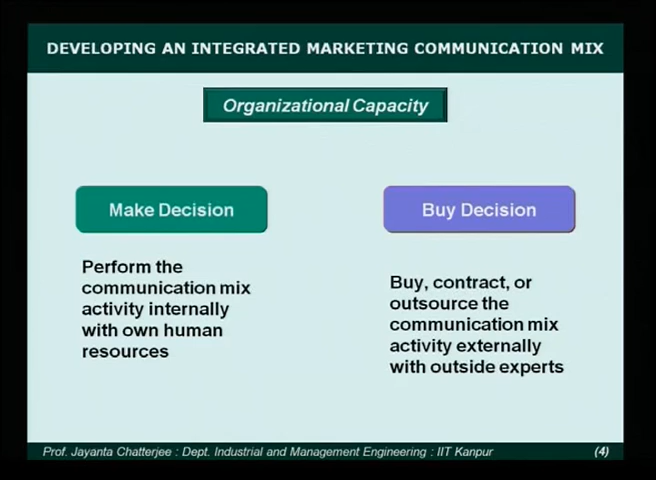 DEVELOPING AN INTEGRATED MARKETING COMMUNICATION MIX
Organizational Capacity
Make Decision
Perform the
communication mix
activity internally
with own human
resources
Buy Decision
Buy, contract, or
outsource the
communication mix
activity externally
with outside experts
Prof. Jayanta Chatterjee : Dept. Industrial and Management Engineering : IIT Kanpur (4)